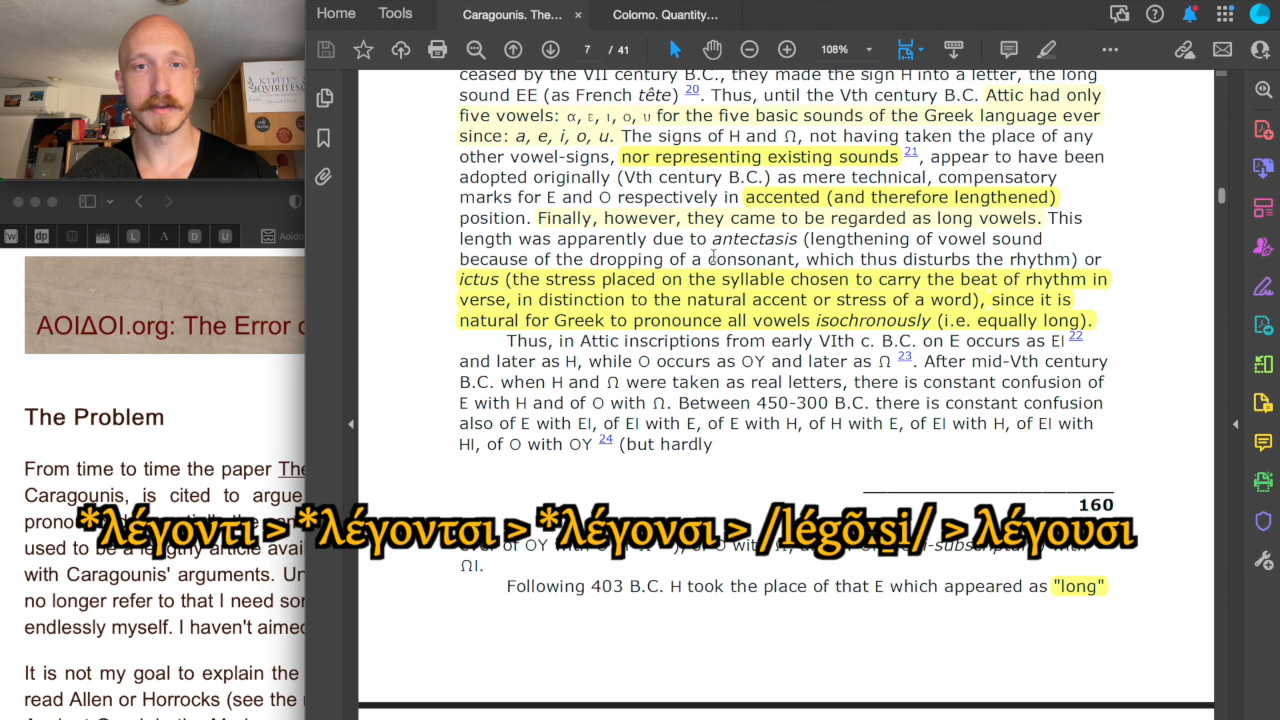 Home Tools Caragounis. The... × Colomo. Quantity...
7 / 41 108%
ΚΥΡΙΤΕϹ
QVIRITES
ceased by the VII century B.C., they made the sign H into a letter, the long
sound EE (as French tête) 20. Thus, until the Vth century B.C. Attic had only
five vowels: α, ε, ι, ο, υ for the five basic sounds of the Greek language ever
since: a, e, i, o, u. The signs of H and Ω, not having taken the place of any
other vowel-signs, nor representing existing sounds 21, appear to have been
adopted originally (Vth century B.C.) as mere technical, compensatory
marks for E and O respectively in accented (and therefore lengthened)
position. Finally, however, they came to be regarded as long vowels. This
length was apparently due to antectasis (lengthening of vowel sound
because of the dropping of a consonant, which thus disturbs the rhythm) or
ictus (the stress placed on the syllable chosen to carry the beat of rhythm in
verse, in distinction to the natural accent or stress of a word), since it is
natural for Greek to pronounce all vowels isochronously (i.e. equally long).
Thus, in Attic inscriptions from early VIth c. B.C. on E occurs as EI 22
and later as H, while O occurs as OY and later as Ω 23. After mid-Vth century
B.C. when H and Ω were taken as real letters, there is constant confusion of
E with H and of O with Ω. Between 450-300 B.C. there is constant confusion
also of E with EI, of EI with E, of E with H, of H with E, of EI with H, of EI with
HI, of O with OY 24 (but hardly
160
ΩI.
Following 403 B.C. H took the place of that E which appeared as "long"
W dp L Λ D U Aoido
AOIΔOI.org: The Error o
The Problem
From time to time the paper The
Caragounis, is cited to argue
used to be a lengthy article avai
with Caragounis' arguments. Un
no longer refer to that I need son
endlessly myself. I haven't aimed
It is not my goal to explain the
read Allen or Horrocks (see the r
*λέγοντι > *λέγοντσι > *λέγονσι > /légõːs̠i/ > λέγουσι